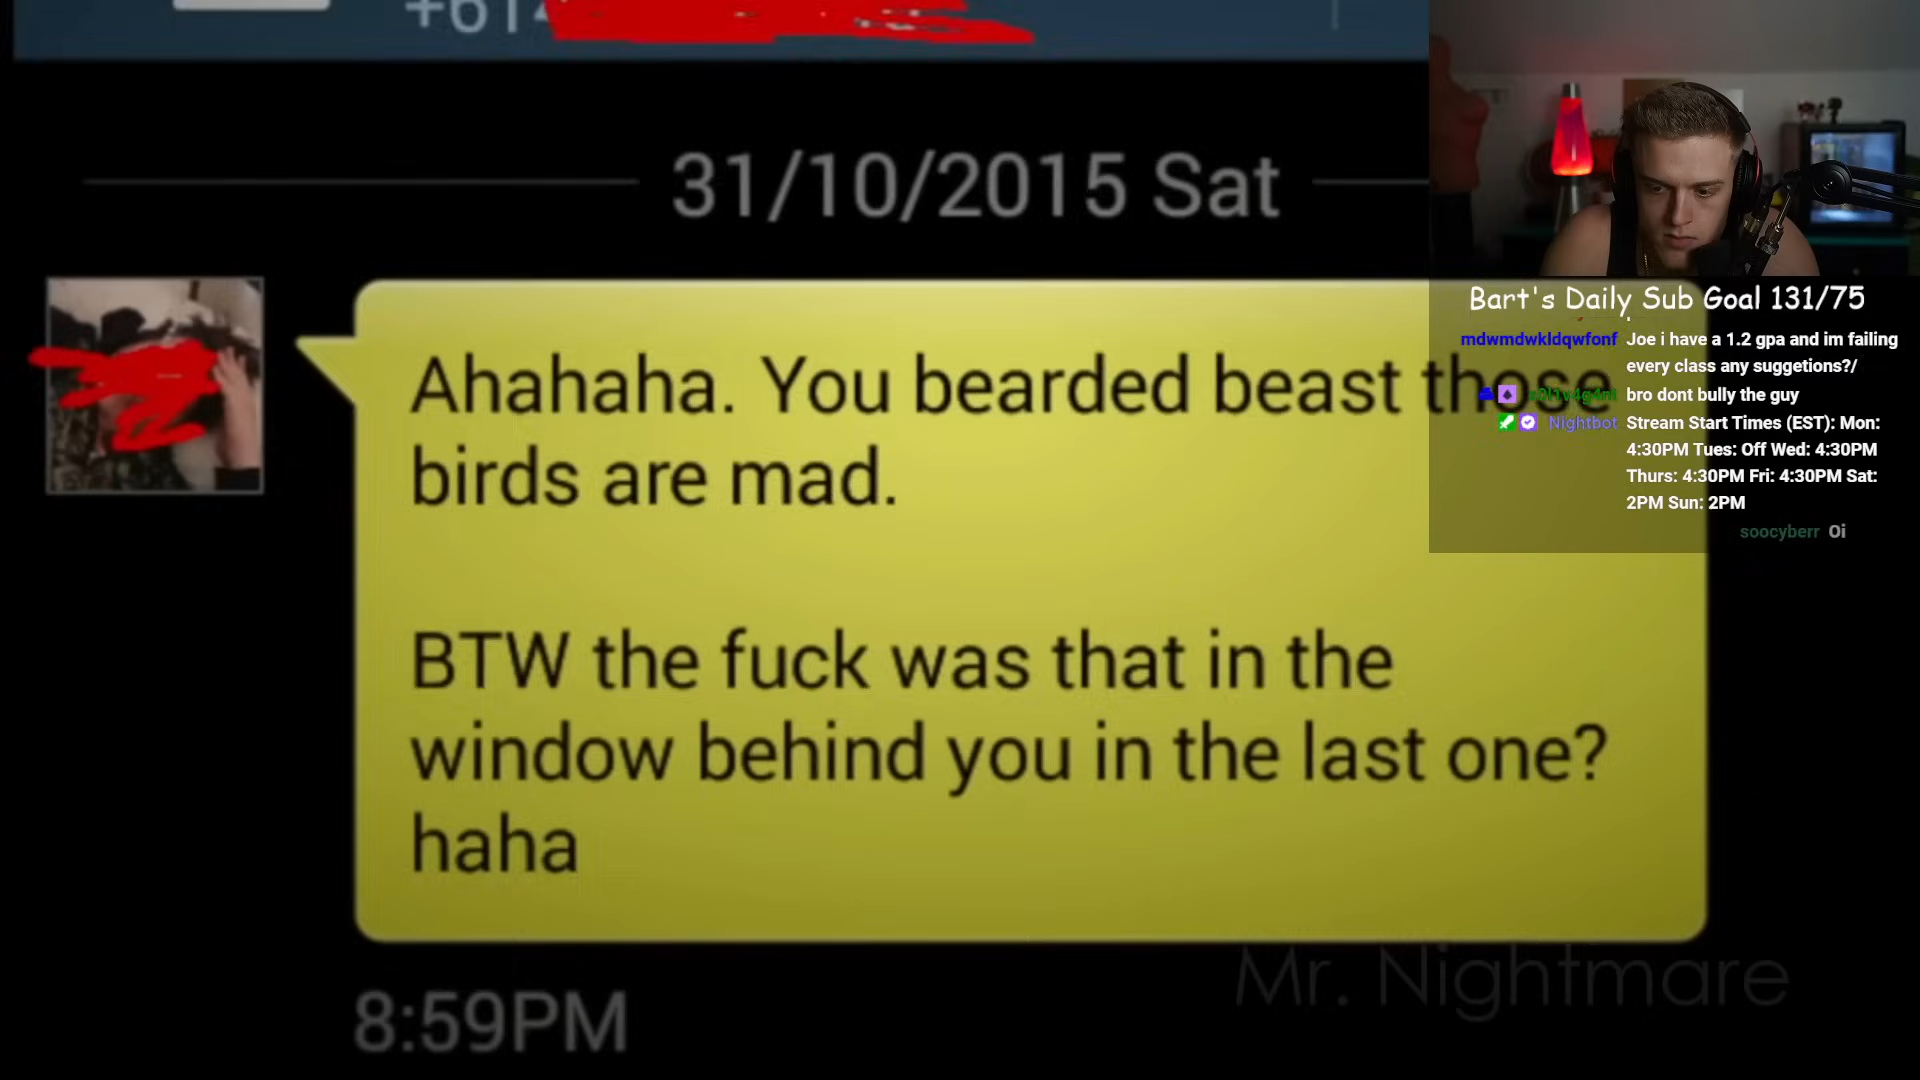 +614
31/10/2015 Sat
Ahahaha. You bearded beast those
birds are mad.
BTW the fuck was that in the
window behind you in the last one?
haha
8:59PM
Mr. Nightmare
Bart's Daily Sub Goal 131/75
mdwmdwkldqwfonf Joe i have a 1.2 gpa and im failing
every class any suggetions?/
bro dont bully the guy
Nightbot Stream Start Times (EST): Mon:
4:30PM Tues: Off Wed: 4:30PM
Thurs: 4:30PM Fri: 4:30PM Sat:
2PM Sun: 2PM
soocyberr Oi